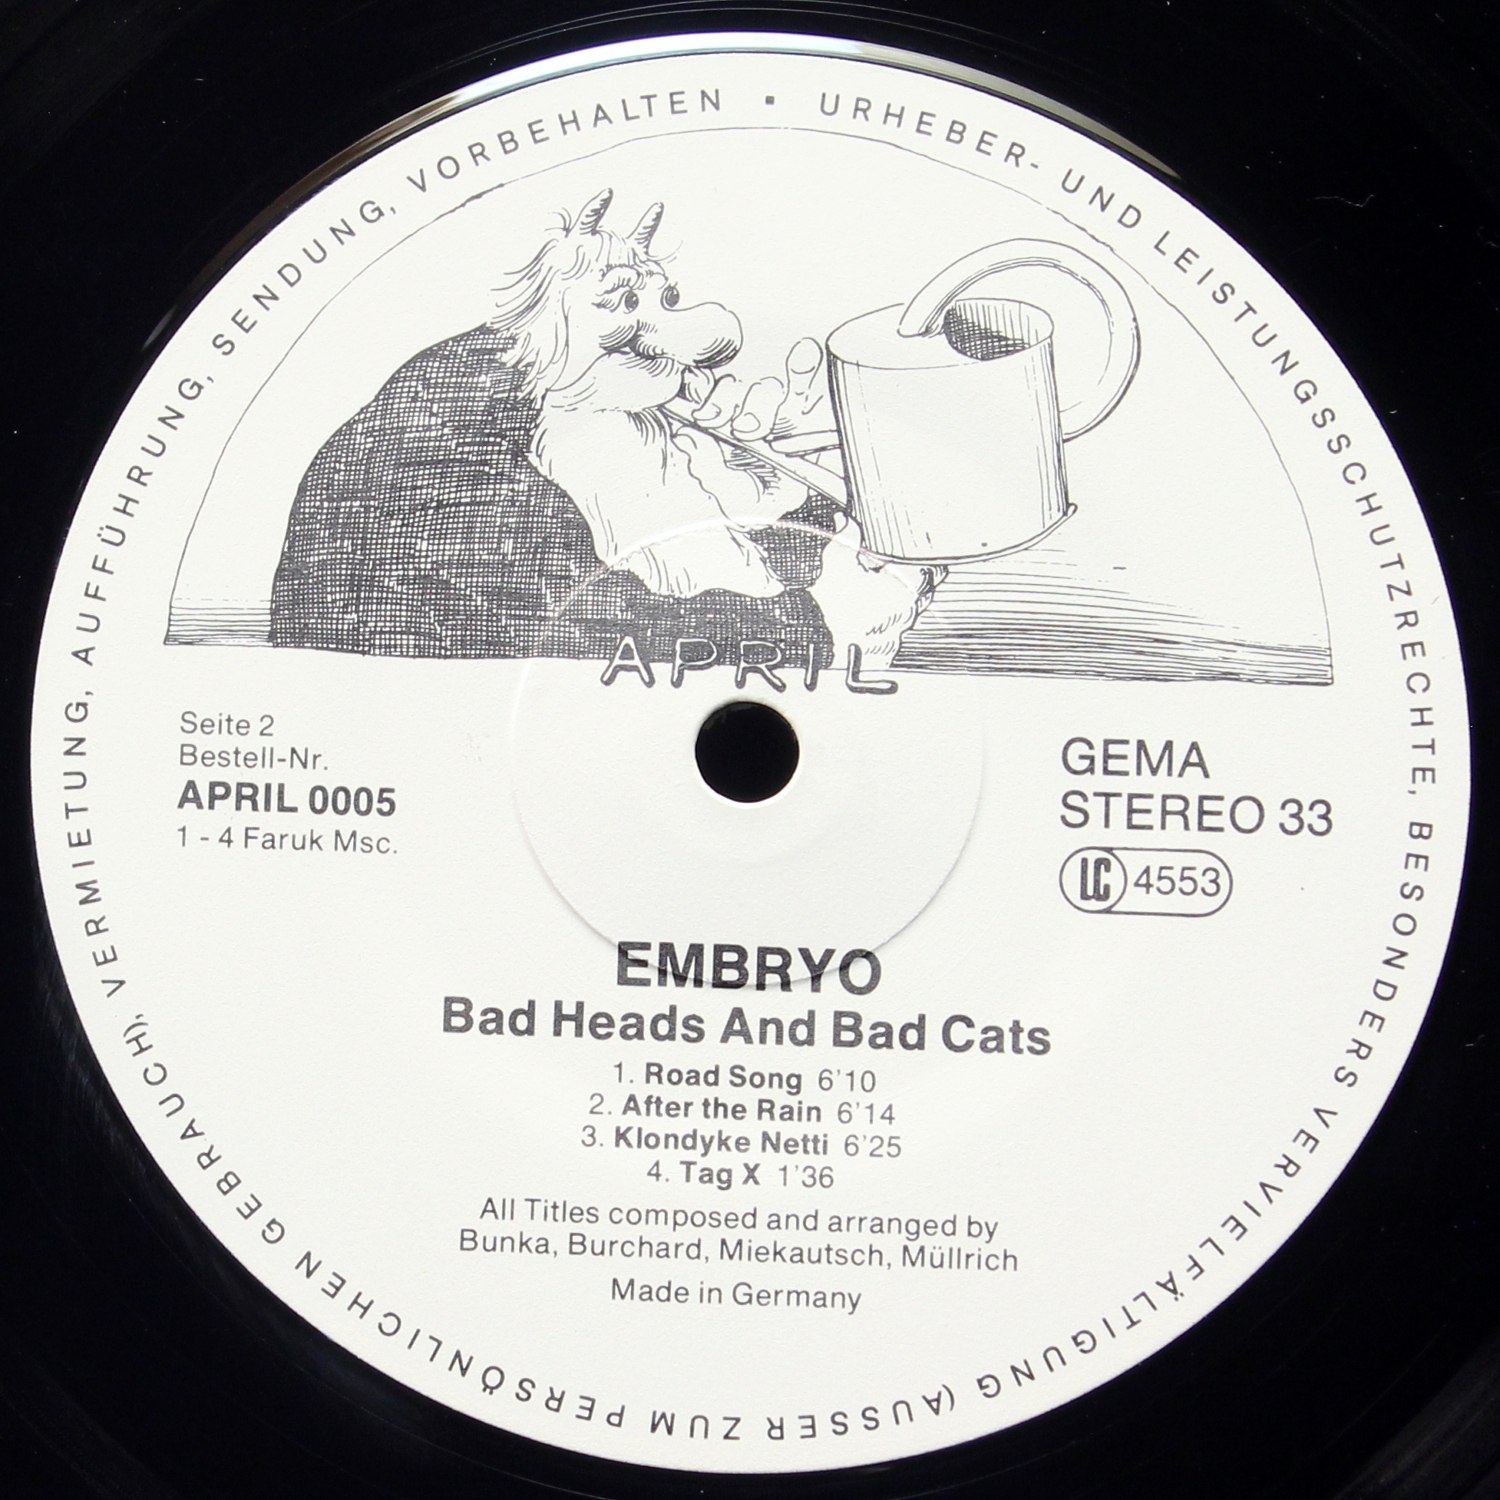 URHEBER- UND LEISTUNGSSCHUTZRECHTE, BESONDERS VERVIELFÄLTIGUNG (AUSSER ZUM PERSÖNLICHEN GEBRAUCH), VERMIETUNG, AUFFÜHRUNG, SENDUNG, VORBEHALTEN ▪
APRIL
Seite 2
Bestell-Nr.
APRIL 0005
1 - 4 Faruk Msc.
GEMA
STEREO 33
LC 4553
EMBRYO
Bad Heads And Bad Cats
1. Road Song 6'10
2. After the Rain 6'14
3. Klondyke Netti 6'25
4. Tag X 1'36
All Titles composed and arranged by
Bunka, Burchard, Miekautsch, Müllrich
Made in Germany